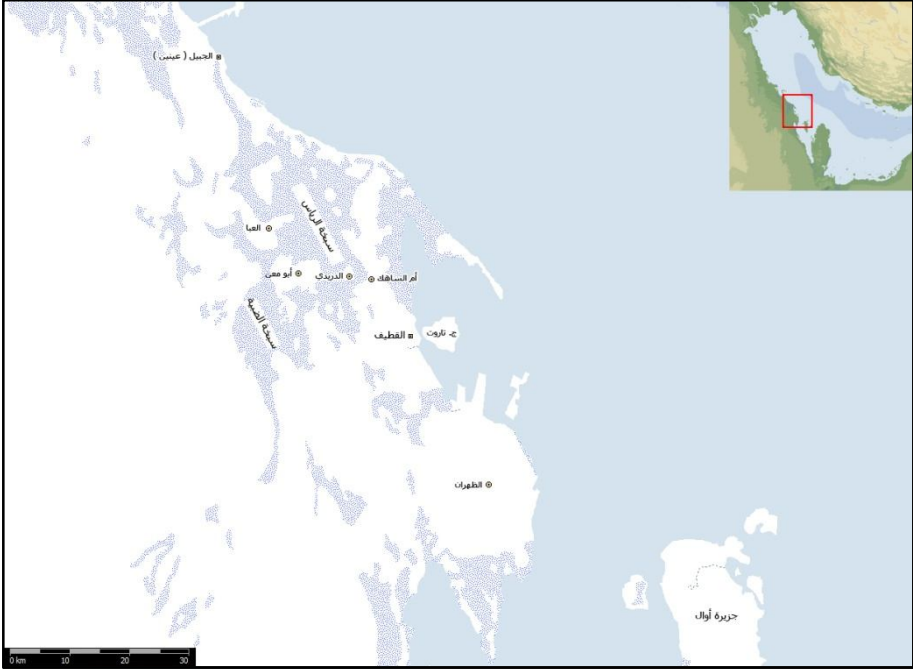 الجبيل ( عينين )
سبخة الرياس
العبا
أبو معن
الدريدي
أم الساهك
سبخة الضبية
القطيف
ج. تاروت
الظهران
جزيرة أوال
0 km 10 20 30